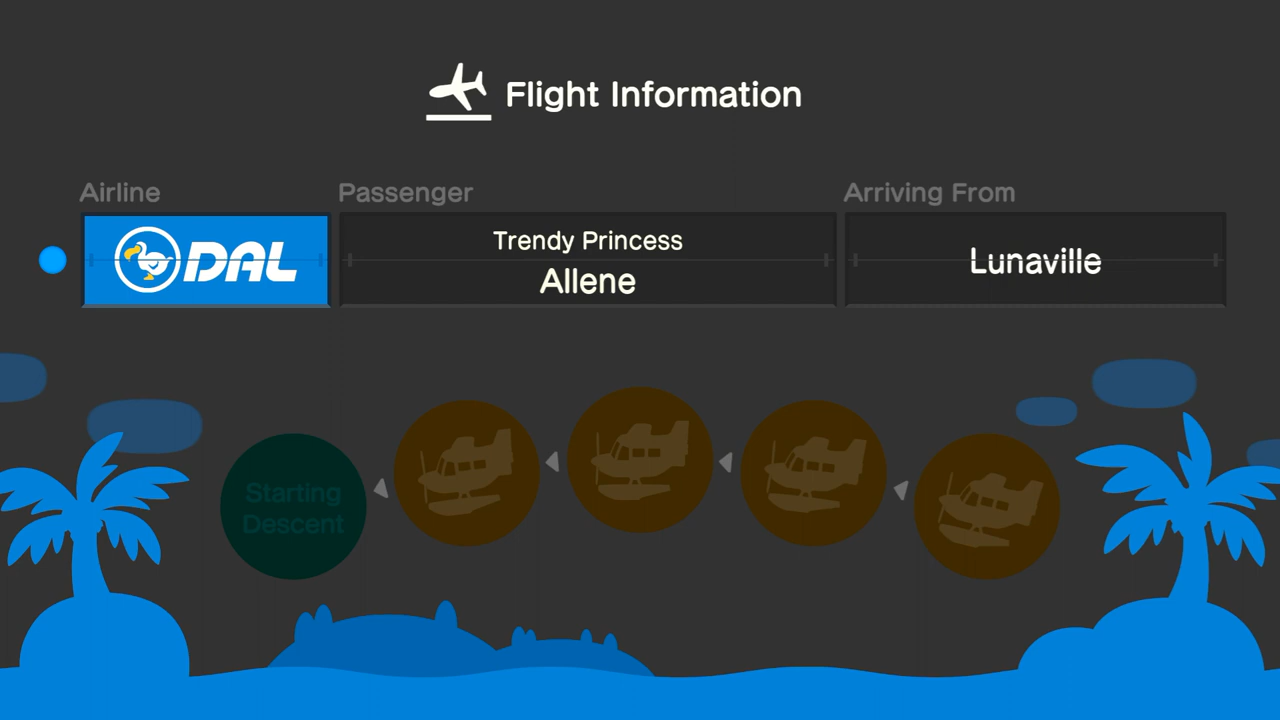 Flight Information
Airline
Passenger
Arriving From
DAL
Trendy Princess
Allene
Lunaville
Starting
Descent